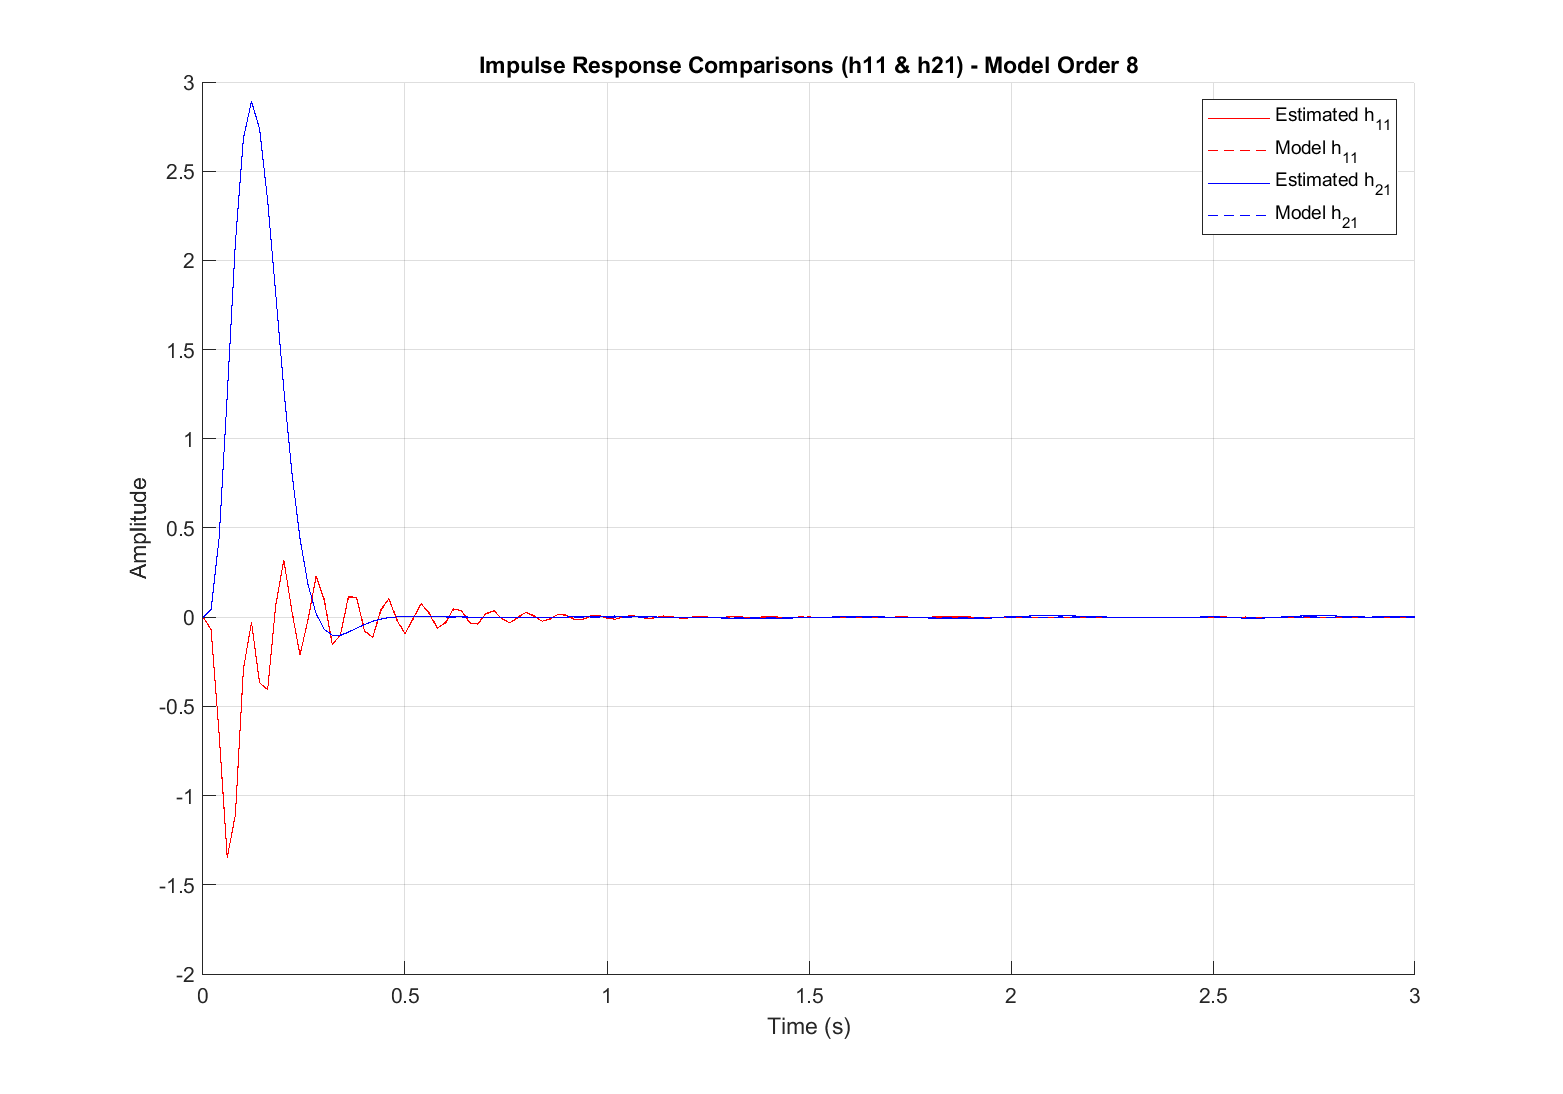 Impulse Response Comparisons (h11 & h21) - Model Order 8
3
2.5
2
1.5
1
0.5
0
-0.5
-1
-1.5
-2
Amplitude
0 0.5 1 1.5 2 2.5 3
Time (s)
Estimated h11
Model h11
Estimated h21
Model h21